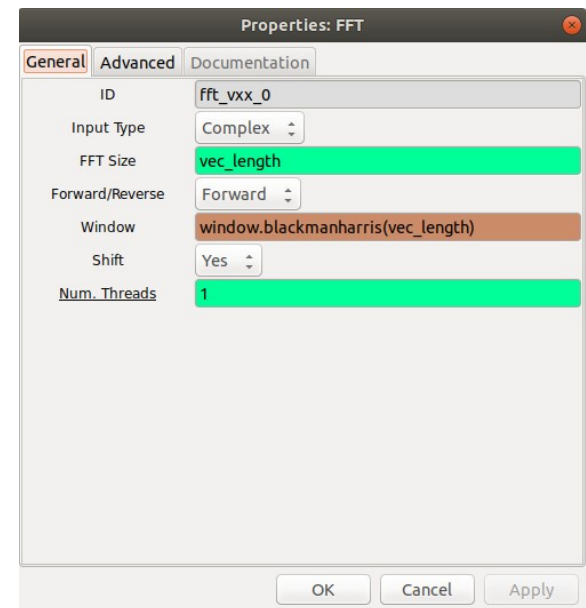 Properties: FFT
General Advanced Documentation
ID fft_vxx_0
Input Type Complex
FFT Size vec_length
Forward/Reverse Forward
Window window.blackmanharris(vec_length)
Shift Yes
Num. Threads 1
OK Cancel Apply